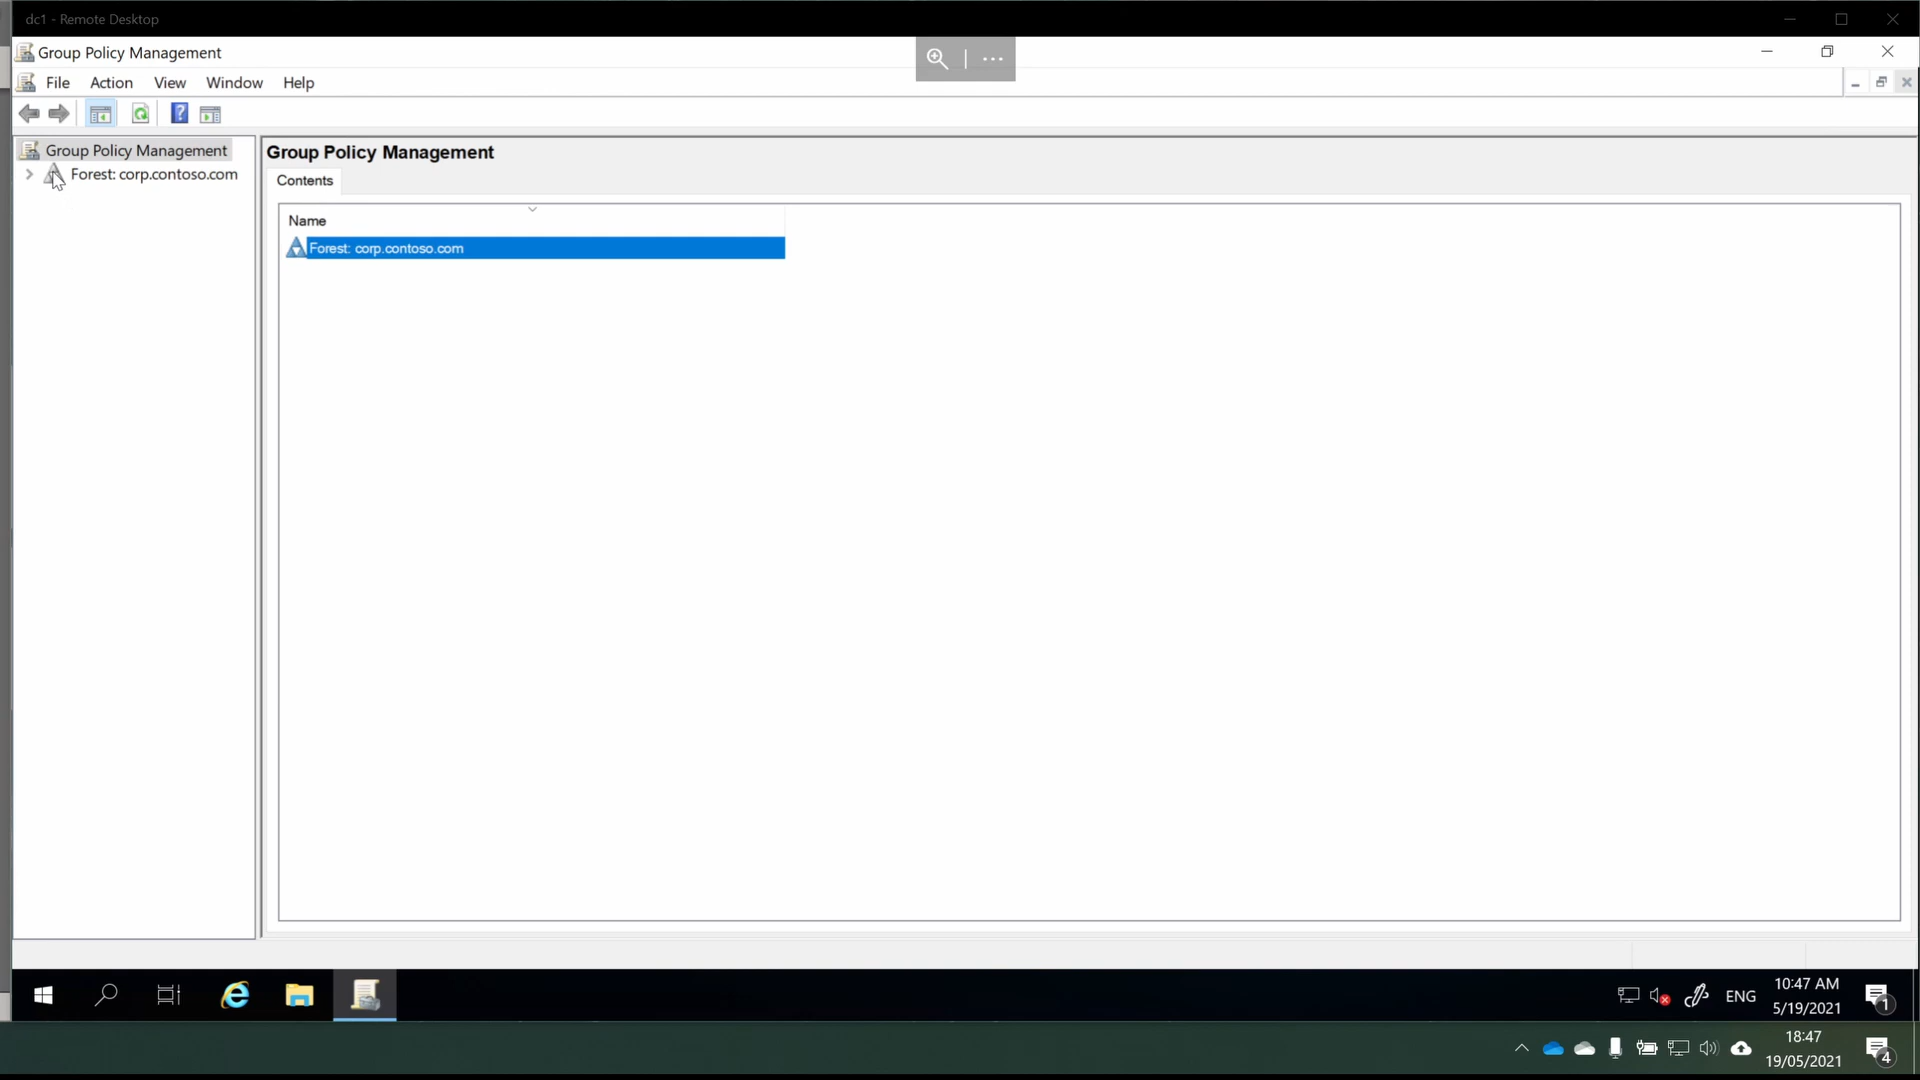 dc1 - Remote Desktop
Group Policy Management
File Action View Window Help
Group Policy Management
Forest: corp.contoso.com
Group Policy Management
Contents
Name
Forest: corp.contoso.com
ENG
10:47 AM
5/19/2021
1
18:47
19/05/2021
4